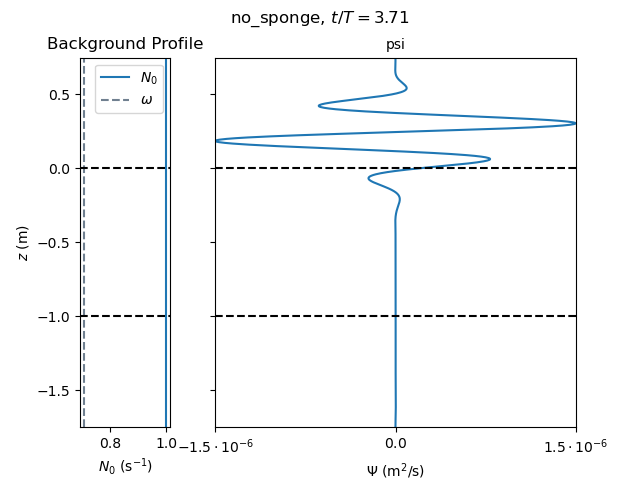 no_sponge, t/T = 3.71
Background Profile
psi
N₀
ω
z (m)
0.5
0.0
−0.5
−1.0
−1.5
0.8
1.0
N₀ (s⁻¹)
−1.5 · 10⁻⁶
0.0
1.5 · 10⁻⁶
Ψ (m²/s)